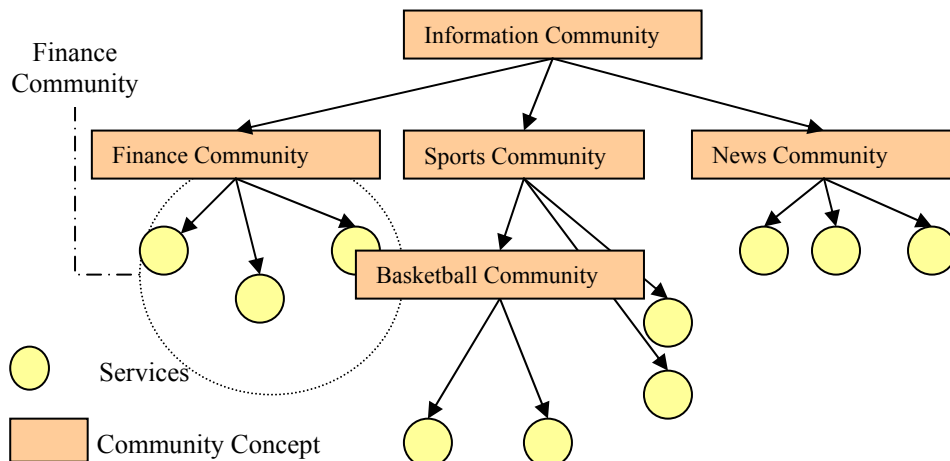 Information Community
Finance
Community
Finance Community
Sports Community
News Community
Basketball Community
Services
Community Concept